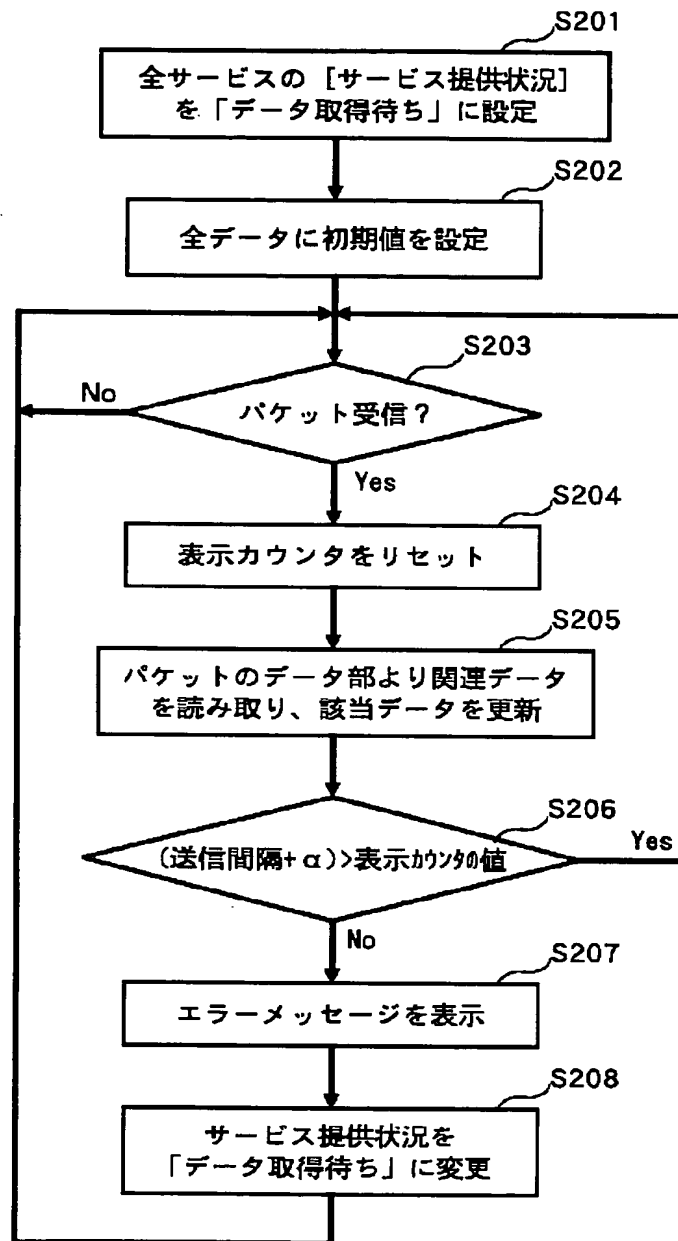 S201
全サービスの［サービス提供状況］
を「データ取得待ち」に設定
S202
全データに初期値を設定
S203
No
パケット受信？
Yes
S204
表示カウンタをリセット
S205
パケットのデータ部より関連データ
を読み取り、該当データを更新
S206
(送信間隔+α)>表示ｶｳﾝﾀの値
Yes
No
S207
エラーメッセージを表示
S208
サービス提供状況を
「データ取得待ち」に変更